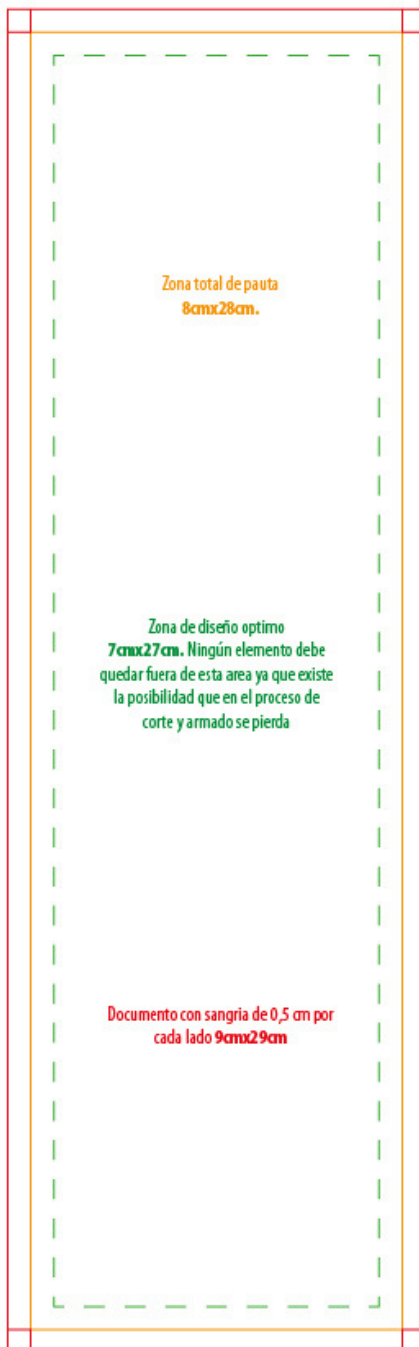 Zona total de pauta
8cmx28cm.
Zona de diseño optimo
7cmx27cm. Ningún elemento debe
quedar fuera de esta area ya que existe
la posibilidad que en el proceso de
corte y armado se pierda
Documento con sangria de 0,5 cm por
cada lado 9cmx29cm